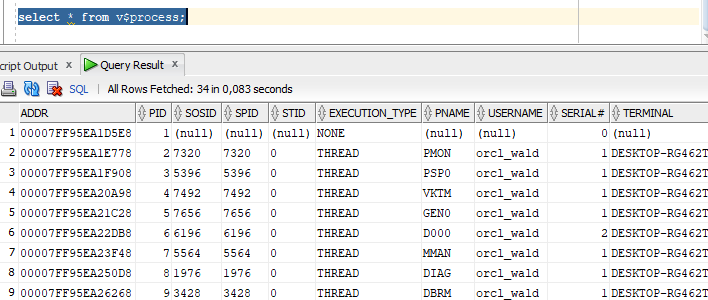 select * from v$process;
cript Output Query Result
SQL All Rows Fetched: 34 in 0,083 seconds
ADDR PID SOSID SPID STID EXECUTION_TYPE PNAME USERNAME SERIAL# TERMINAL
1 00007FF95EA1D5E8 1 (null) (null) (null) NONE (null) (null) 0 (null)
2 00007FF95EA1E778 2 7320 7320 0 THREAD PMON orcl_wald 1 DESKTOP-RG462T
3 00007FF95EA1F908 3 5396 5396 0 THREAD PSP0 orcl_wald 1 DESKTOP-RG462T
4 00007FF95EA20A98 4 7492 7492 0 THREAD VKTM orcl_wald 1 DESKTOP-RG462T
5 00007FF95EA21C28 5 7656 7656 0 THREAD GEN0 orcl_wald 1 DESKTOP-RG462T
6 00007FF95EA22DB8 6 6196 6196 0 THREAD D000 orcl_wald 2 DESKTOP-RG462T
7 00007FF95EA23F48 7 5564 5564 0 THREAD MMAN orcl_wald 1 DESKTOP-RG462T
8 00007FF95EA250D8 8 1976 1976 0 THREAD DIAG orcl_wald 1 DESKTOP-RG462T
9 00007FF95EA26268 9 3428 3428 0 THREAD DBRM orcl_wald 1 DESKTOP-RG462T